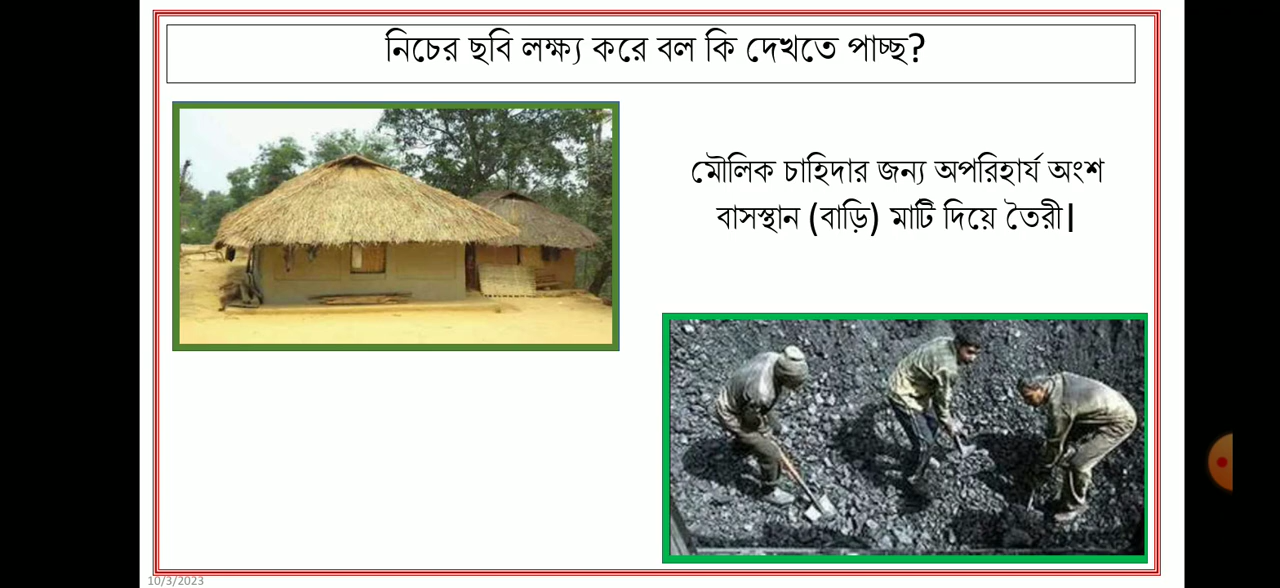 নিচের ছবি লক্ষ্য করে বল কি দেখতে পাচ্ছ?
মৌলিক চাহিদার জন্য অপরিহার্য অংশ
বাসস্থান (বাড়ি) মাটি দিয়ে তৈরী।
10/3/2023